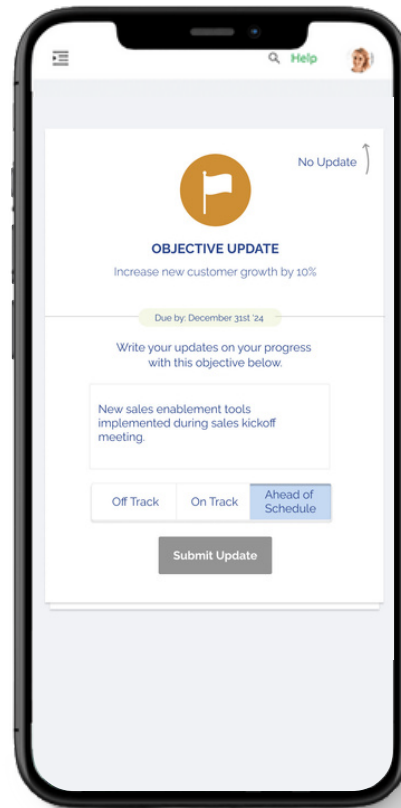 Help
No Update
OBJECTIVE UPDATE
Increase new customer growth by 10%
Due by: December 31st '24
Write your updates on your progress
with this objective below.
New sales enablement tools
implemented during sales kickoff
meeting.
Off Track
On Track
Ahead of
Schedule
Submit Update